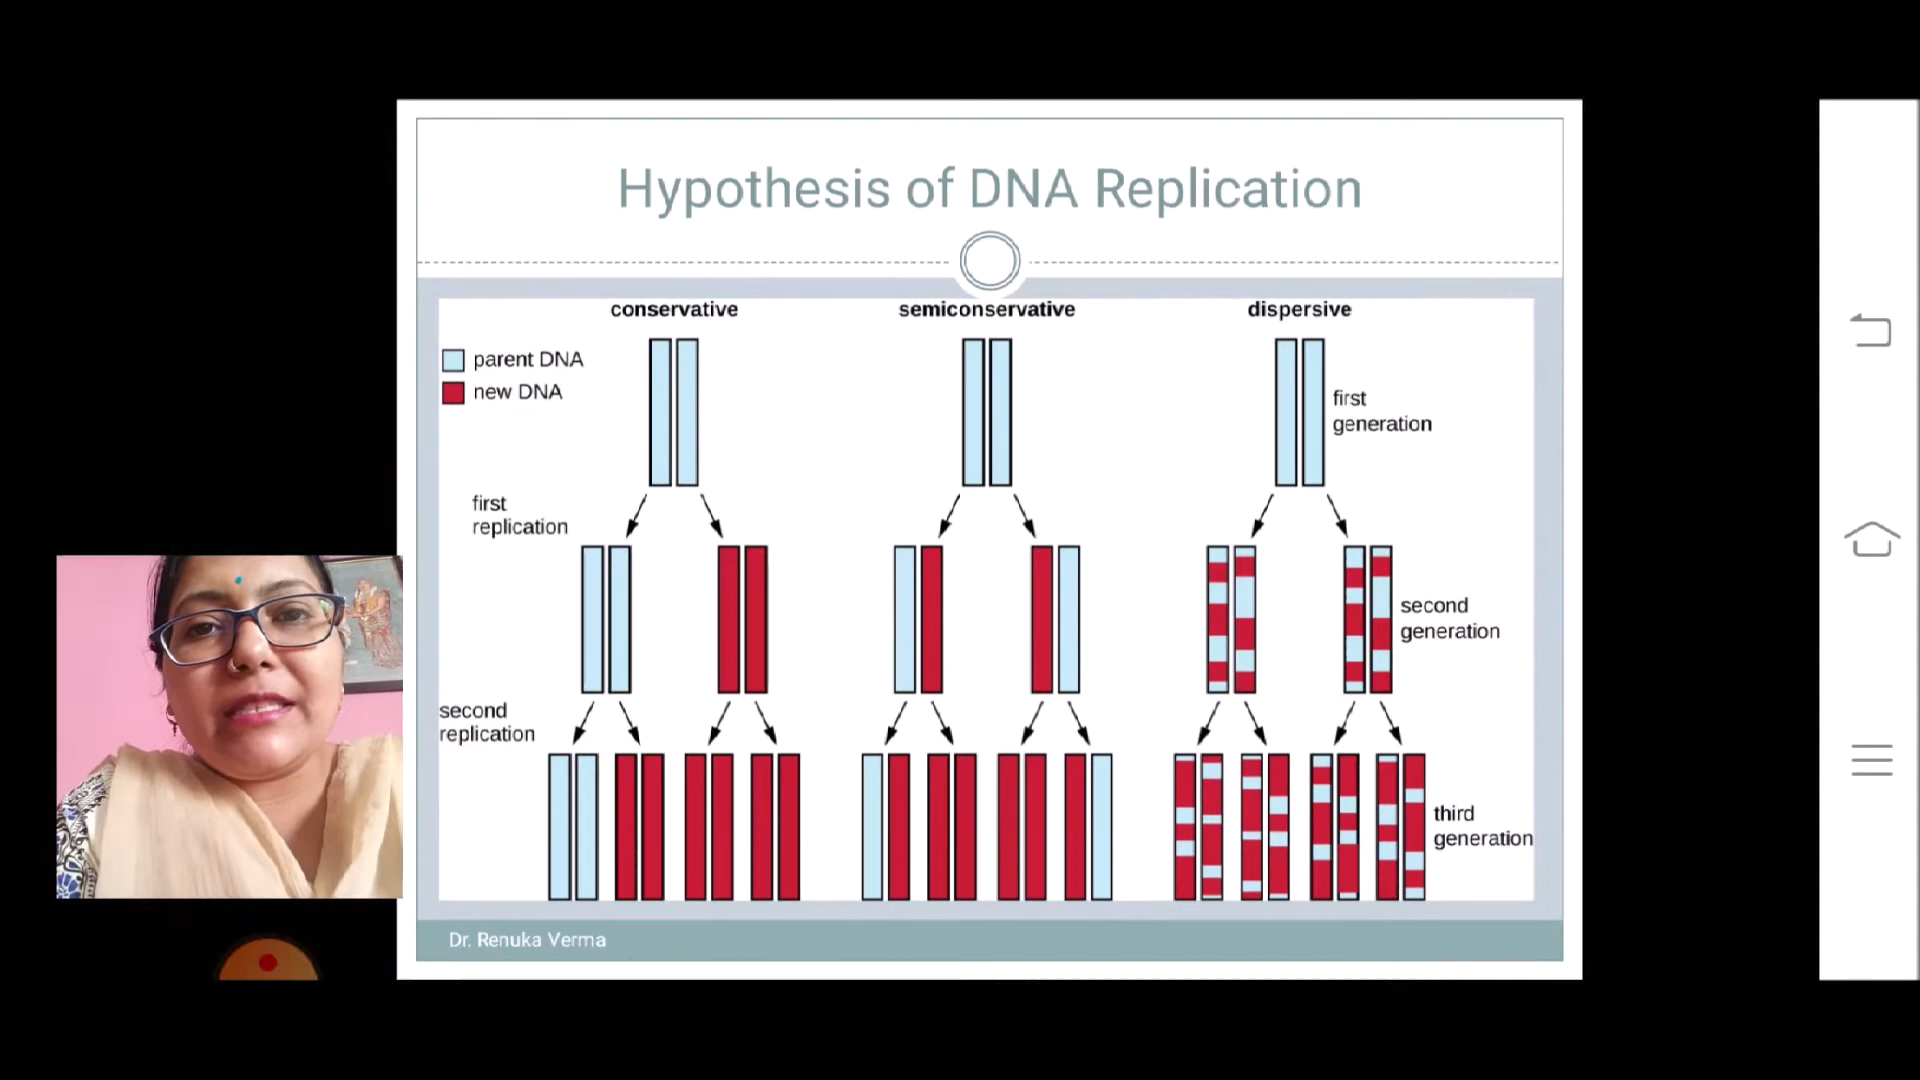 Hypothesis of DNA Replication
conservative
semiconservative
dispersive
parent DNA
new DNA
first
generation
first
replication
second
generation
second
replication
third
generation
Dr. Renuka Verma